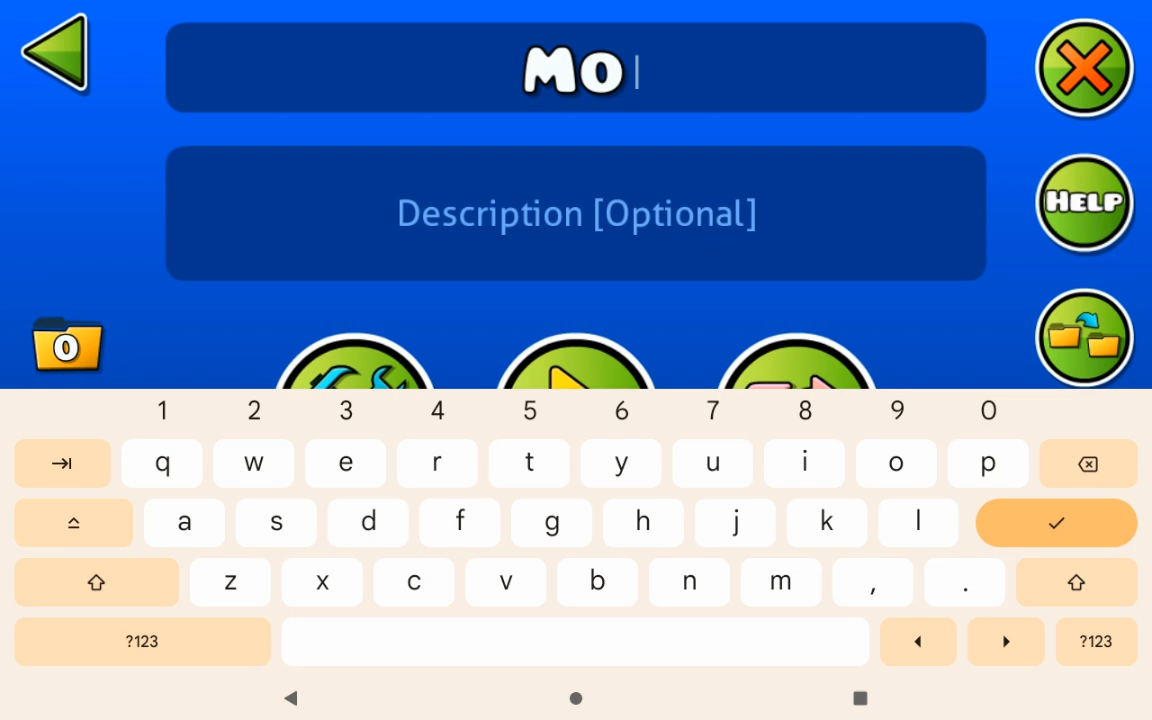 Mo
Description [Optional]
HELP
0
1 2 3 4 5 6 7 8 9 0
q w e r t y u i o p
a s d f g h j k l
z x c v b n m , .
?123 ?123